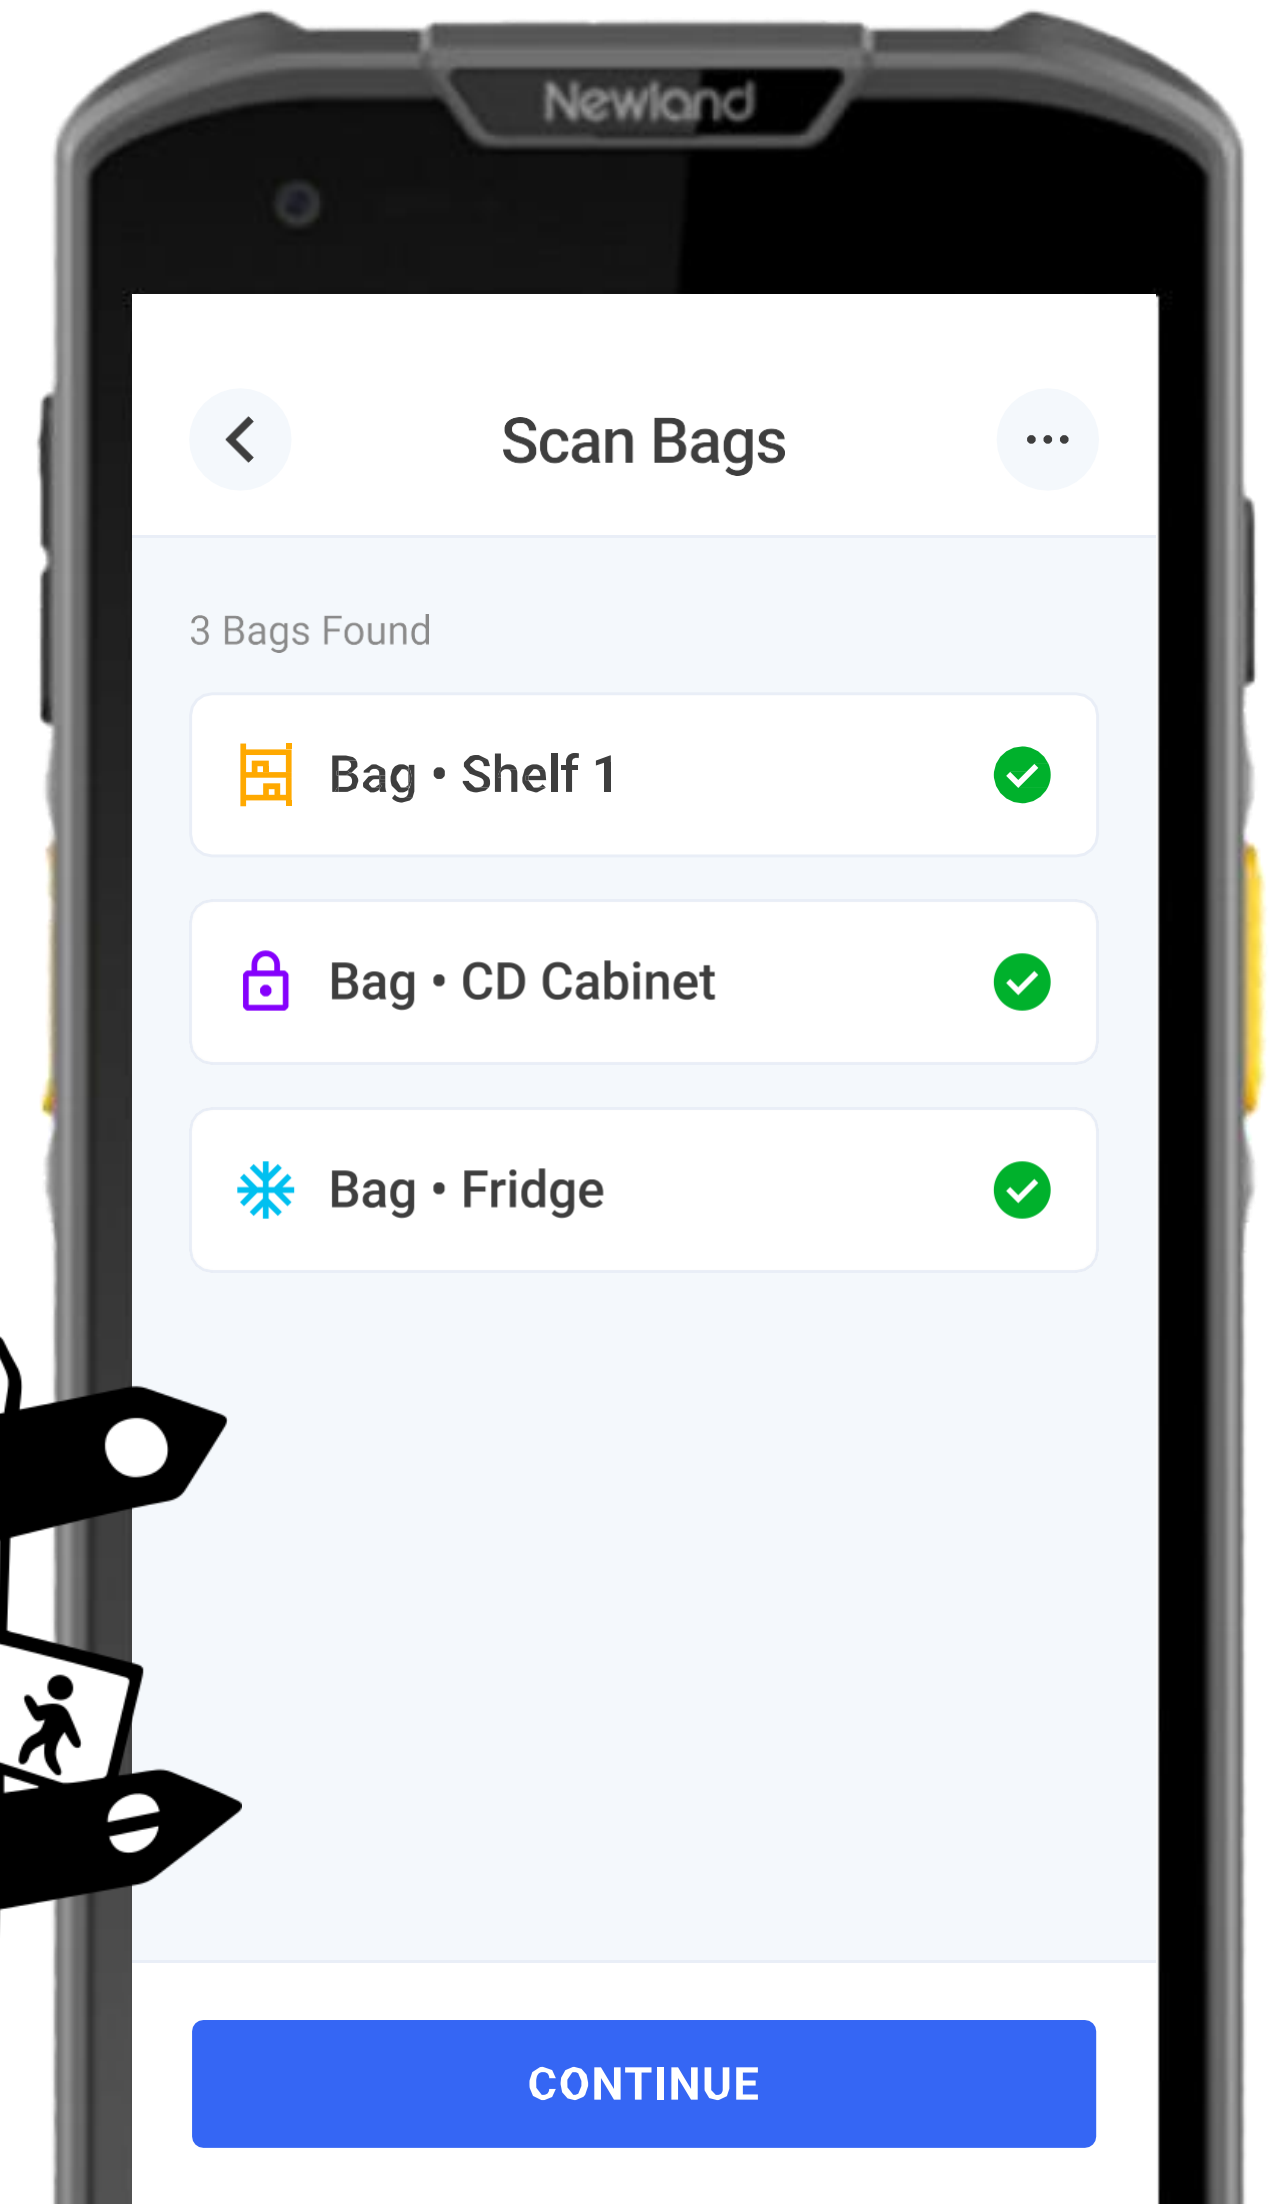 Newland
Scan Bags
3 Bags Found
Bag • Shelf 1
Bag • CD Cabinet
Bag • Fridge
CONTINUE